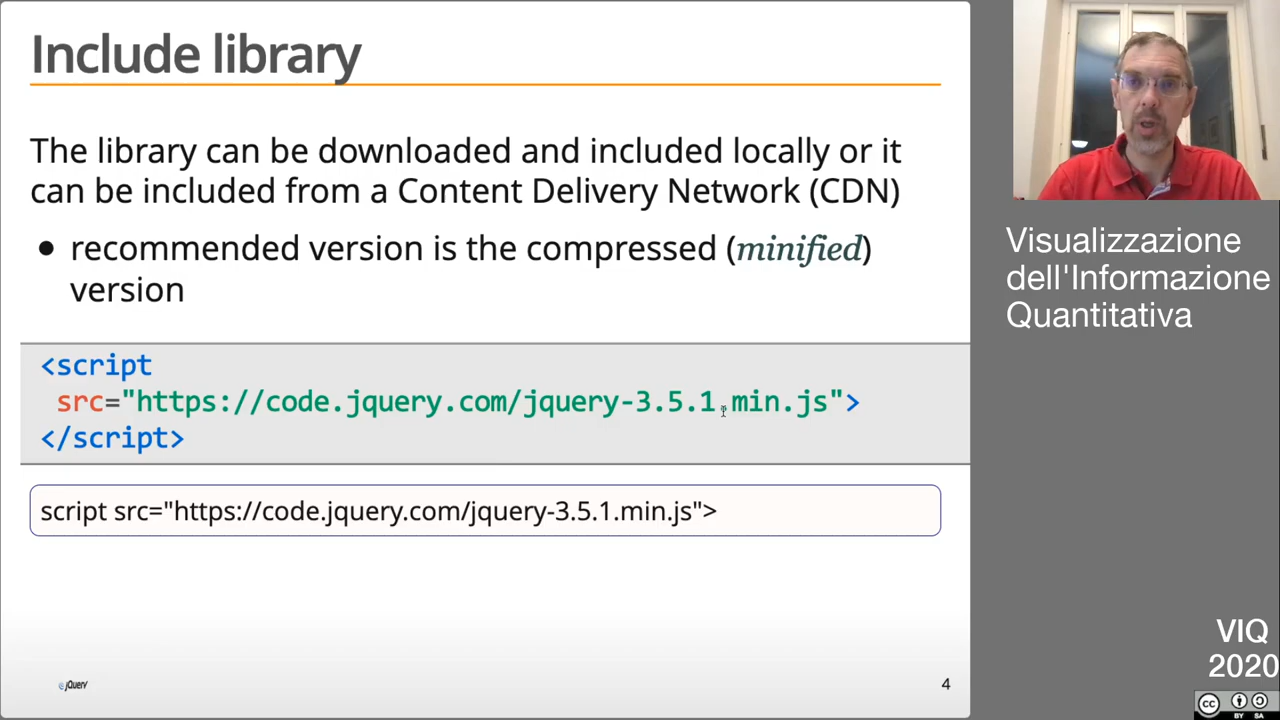 Include library
The library can be downloaded and included locally or it
can be included from a Content Delivery Network (CDN)
● recommended version is the compressed (minified)
version
<script
src="https://code.jquery.com/jquery-3.5.1.min.js">
</script>
script src="https://code.jquery.com/jquery-3.5.1.min.js">
jQuery
4
Visualizzazione
dell'Informazione
Quantitativa
VIQ
2020
cc
BY SA